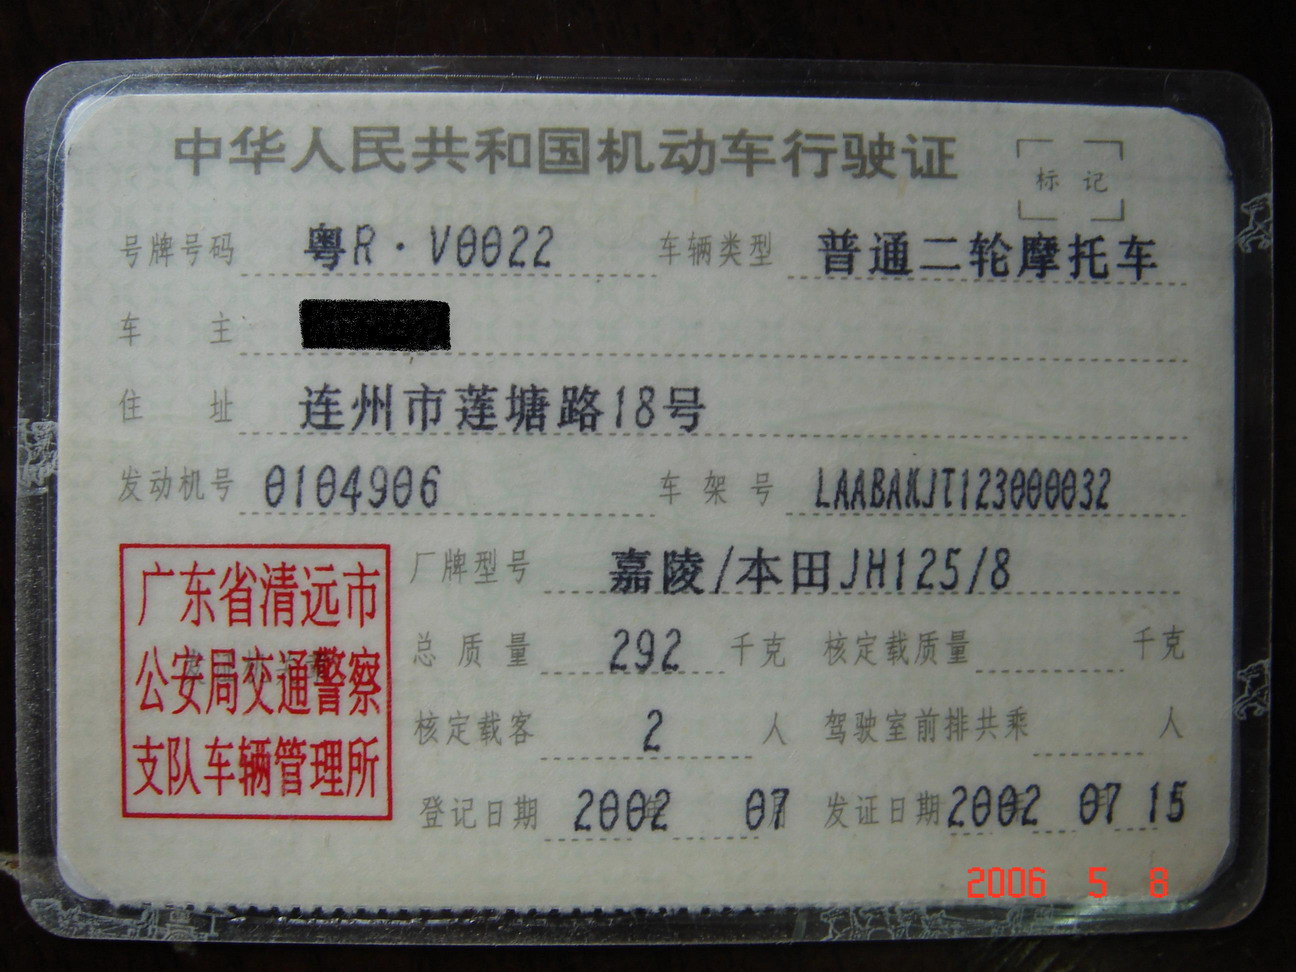 中华人民共和国机动车行驶证
标 记
号牌号码 粤R·V0022 车辆类型 普通二轮摩托车
车 主
住 址 连州市莲塘路18号
发动机号 0104906 车架号 LAABAKJT123000032
厂牌型号 嘉陵/本田JH125/8
总质量 292 千克 核定载质量 千克
核定载客 2 人 驾驶室前排共乘 人
登记日期 2002 07 发证日期 2002 07 15
广东省清远市
公安局交通警察
支队车辆管理所
2006 5 8